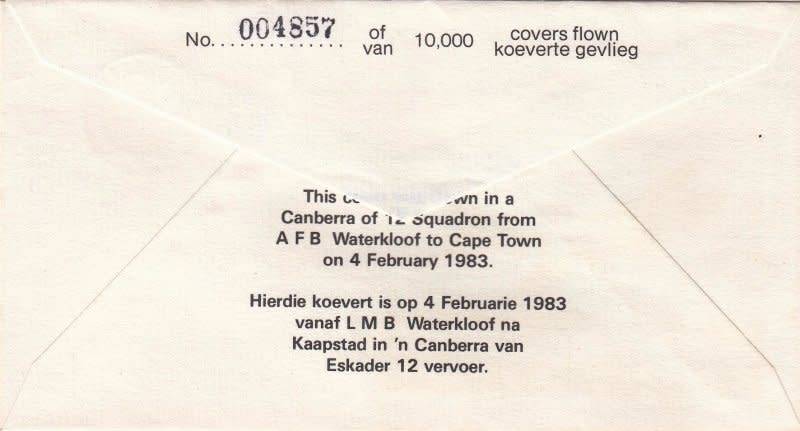 No. 004857 of 10,000 covers flown
van koeverte gevlieg
This wn in a
Canberra of 12 Squadron from
A F B Waterkloof to Cape Town
on 4 February 1983.
Hierdie koevert is op 4 Februarie 1983
vanaf L M B Waterkloof na
Kaapstad in 'n Canberra van
Eskader 12 vervoer.